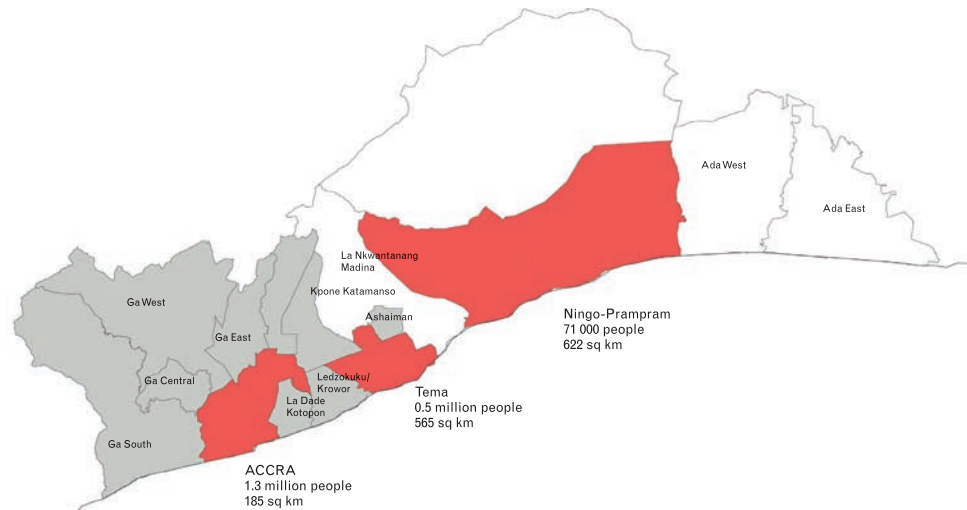 Ada West
Ada East
La Nkwantanang
Madina
Kpone Katamanso
Ga West
Ashaiman
Ga East
Ningo-Prampram
71 000 people
622 sq km
Ga Central
Ledzokuku/
Krowor
La Dade
Kotopon
Tema
0.5 million people
565 sq km
Ga South
ACCRA
1.3 million people
185 sq km